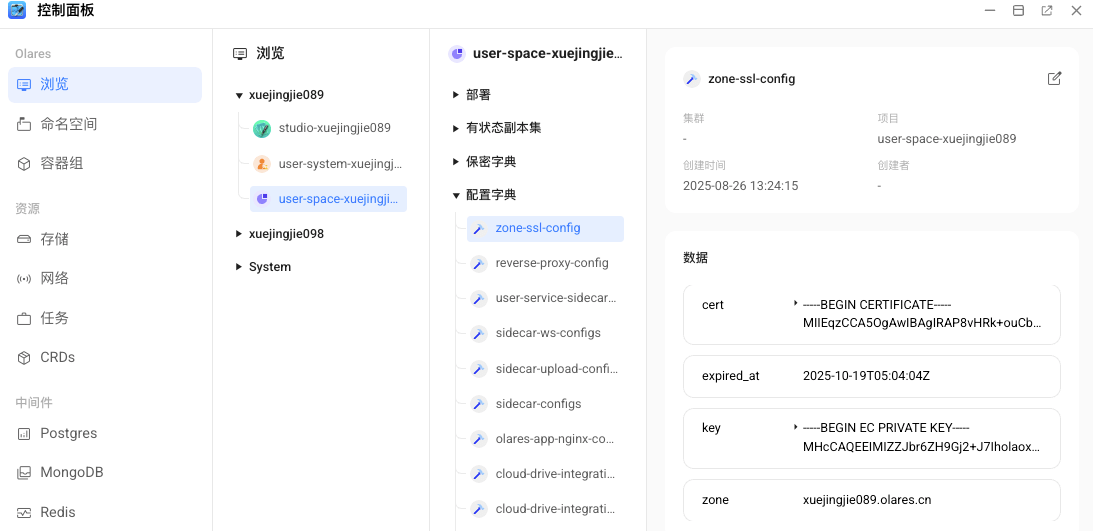 控制面板
Olares
浏览
命名空间
容器组
资源
存储
网络
任务
CRDs
中间件
Postgres
MongoDB
Redis
浏览
xuejingjie089
studio-xuejingjie089
user-system-xuejingj...
user-space-xuejingji...
xuejingjie098
System
user-space-xuejingjie...
部署
有状态副本集
保密字典
配置字典
zone-ssl-config
reverse-proxy-config
user-service-sidecar...
sidecar-ws-configs
sidecar-upload-confi...
sidecar-configs
olares-app-nginx-co...
cloud-drive-integrati...
cloud-drive-integrati...
zone-ssl-config
集群
-
项目
user-space-xuejingjie089
创建时间
2025-08-26 13:24:15
创建者
-
数据
cert
-----BEGIN CERTIFICATE-----
MIIEqzCCA5OgAwIBAgIRAP8vHRk+ouCb...
expired_at
2025-10-19T05:04:04Z
key
-----BEGIN EC PRIVATE KEY-----
MHcCAQEEIMIZZJbr6ZH9Gj2+J7Iholaox...
zone
xuejingjie089.olares.cn